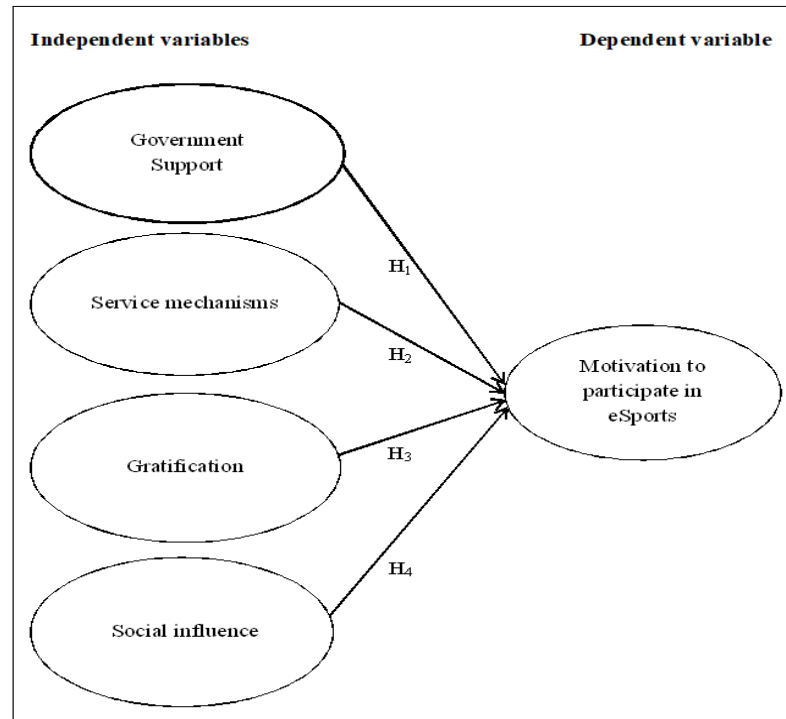 Independent variables
Dependent variable
Government
Support
H₁
Service mechanisms
H₂
Motivation to
participate in
eSports
Gratification
H₃
H₄
Social influence